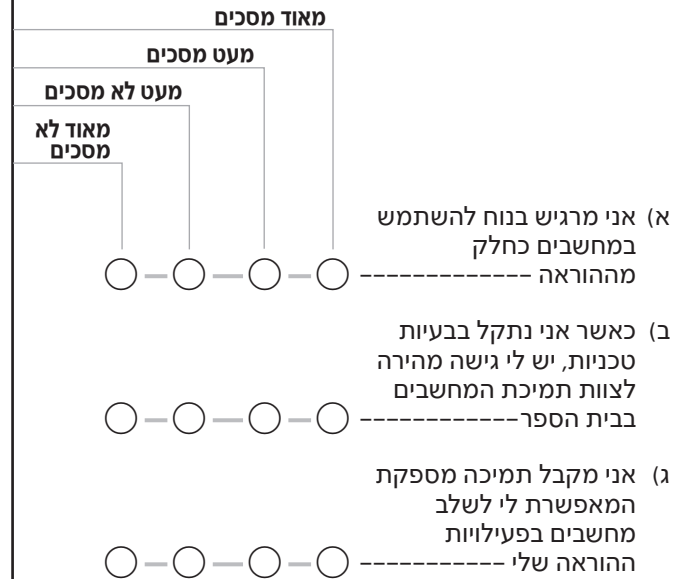 מאוד מסכים
מעט מסכים
מעט לא מסכים
מאוד לא
מסכים
א) אני מרגיש בנוח להשתמש
במחשבים כחלק
מההוראה -------------
ב) כאשר אני נתקל בבעיות
טכניות, יש לי גישה מהירה
לצוות תמיכת המחשבים
בבית הספר------------
ג) אני מקבל תמיכה מספקת
המאפשרת לי לשלב
מחשבים בפעילויות
ההוראה שלי -----------